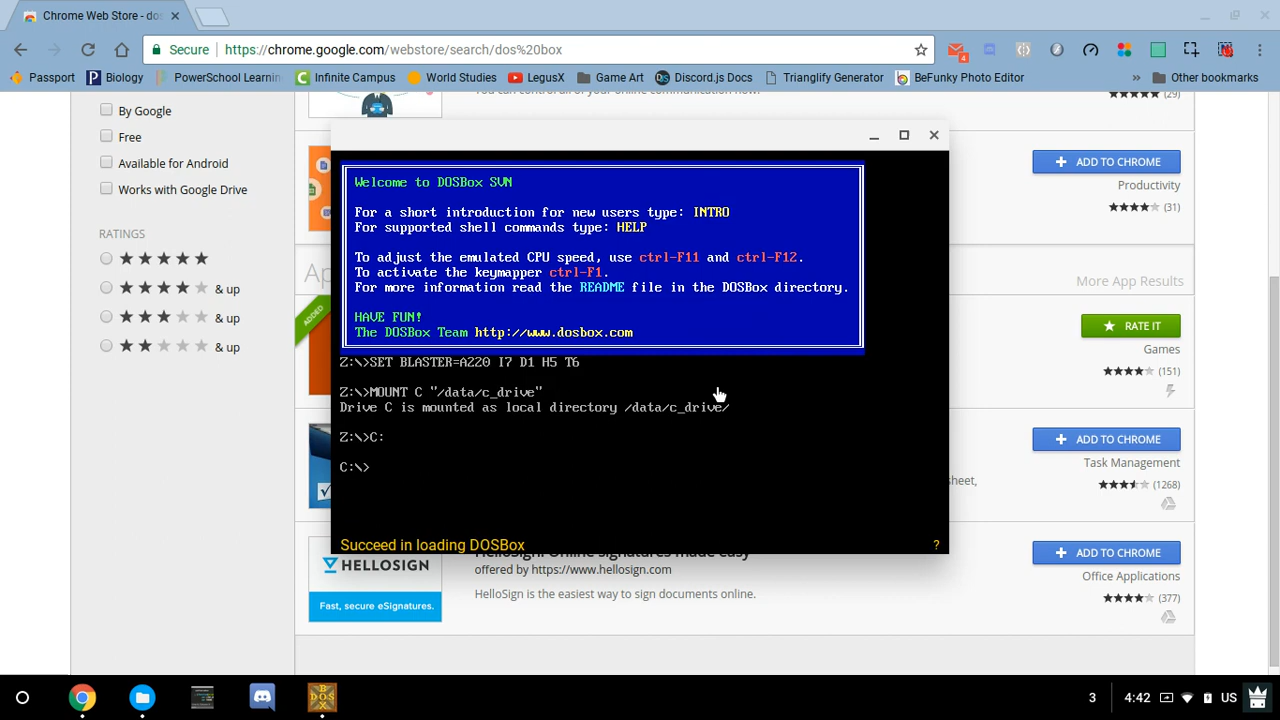 Chrome Web Store - dos
Secure
https://chrome.google.com/webstore/search/dos%20box
4
Passport
Biology
PowerSchool Learnin
Infinite Campus
World Studies
LegusX
Game Art
Discord.js Docs
Trianglify Generator
BeFunky Photo Editor
»
Other bookmarks
By Google
Free
Available for Android
Works with Google Drive
RATINGS
& up
& up
& up
(29)
ADD TO CHROME
Productivity
(31)
More App Results
ADDED
RATE IT
Games
(151)
ADD TO CHROME
Task Management
(1268)
ADD TO CHROME
Office Applications
(377)
Welcome to DOSBox SVN
For a short introduction for new users type: INTRO
For supported shell commands type: HELP
To adjust the emulated CPU speed, use ctrl-F11 and ctrl-F12.
To activate the keymapper ctrl-F1.
For more information read the README file in the DOSBox directory.
HAVE FUN!
The DOSBox Team http://www.dosbox.com
Z:\>SET BLASTER=A220 I7 D1 H5 T6
Z:\>MOUNT C "/data/c_drive"
Drive C is mounted as local directory /data/c_drive/
Z:\>C:
C:\>
Succeed in loading DOSBox
?
HELLOSIGN
Fast, secure eSignatures.
offered by https://www.hellosign.com
HelloSign is the easiest way to sign documents online.
DOS
3
4:42
US